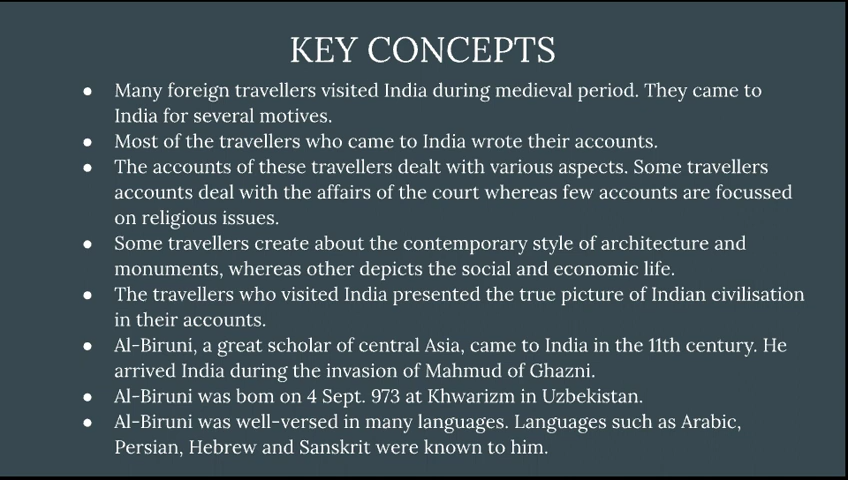 KEY CONCEPTS
● Many foreign travellers visited India during medieval period. They came to
India for several motives.
● Most of the travellers who came to India wrote their accounts.
● The accounts of these travellers dealt with various aspects. Some travellers
accounts deal with the affairs of the court whereas few accounts are focussed
on religious issues.
● Some travellers create about the contemporary style of architecture and
monuments, whereas other depicts the social and economic life.
● The travellers who visited India presented the true picture of Indian civilisation
in their accounts.
● Al-Biruni, a great scholar of central Asia, came to India in the 11th century. He
arrived India during the invasion of Mahmud of Ghazni.
● Al-Biruni was bom on 4 Sept. 973 at Khwarizm in Uzbekistan.
● Al-Biruni was well-versed in many languages. Languages such as Arabic,
Persian, Hebrew and Sanskrit were known to him.